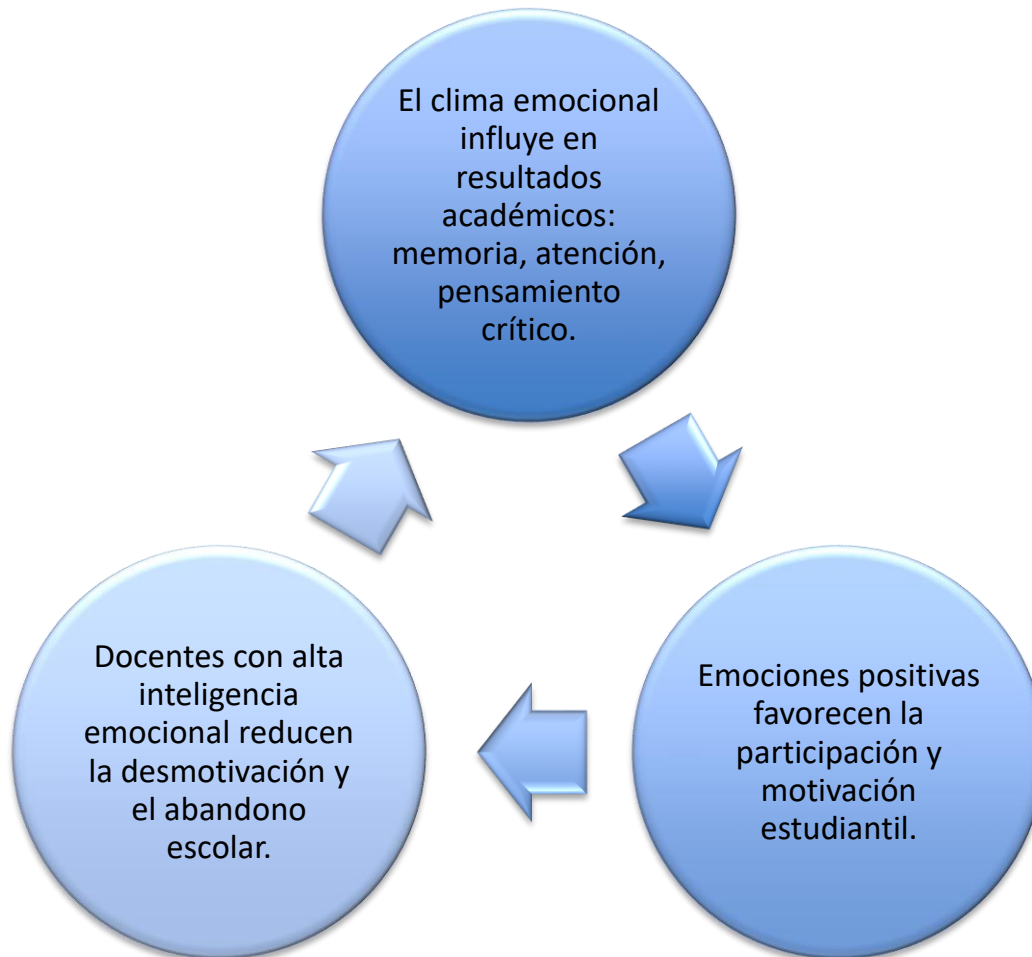 El clima emocional
influye en
resultados
académicos:
memoria, atención,
pensamiento
crítico.
Emociones positivas
favorecen la
participación y
motivación
estudiantil.
Docentes con alta
inteligencia
emocional reducen
la desmotivación y
el abandono
escolar.